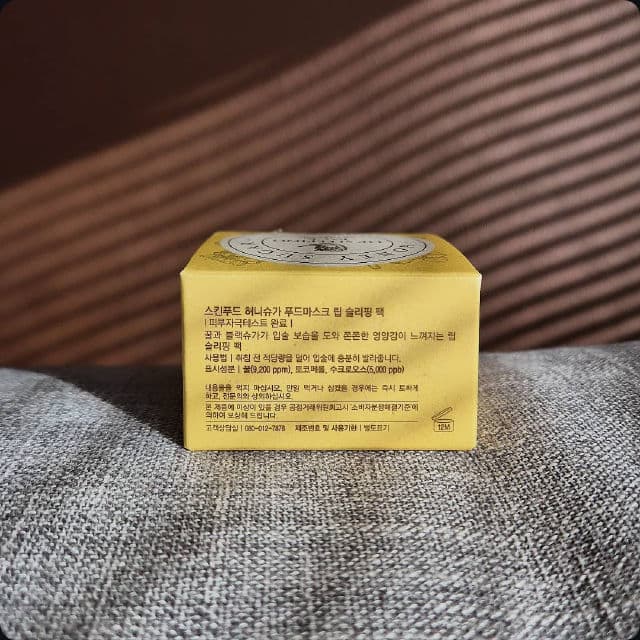 스킨푸드 허니슈가 푸드마스크 립 슬리핑 팩
| 피부자극테스트 완료 |
꿀과 블랙슈가가 입술 보습을 도와 쫀쫀한 영양감이 느껴지는 립
슬리핑 팩
사용법 | 취침 전 적당량을 덜어 입술에 충분히 발라줍니다.
표시성분 | 꿀(9,200 ppm), 토코페롤, 수크로오스(5,000 ppb)
내용물을 먹지 마십시오. 만일 먹거나 삼켰을 경우에는 즉시 토하게
하고, 전문의와 상의하십시오.
본 제품에 이상이 있을 경우 공정거래위원회고시 '소비자분쟁해결기준'에
의하여 보상해 드립니다.
고객상담실 | 080-012-7878 제조번호 및 사용기한 | 별도표기
12M